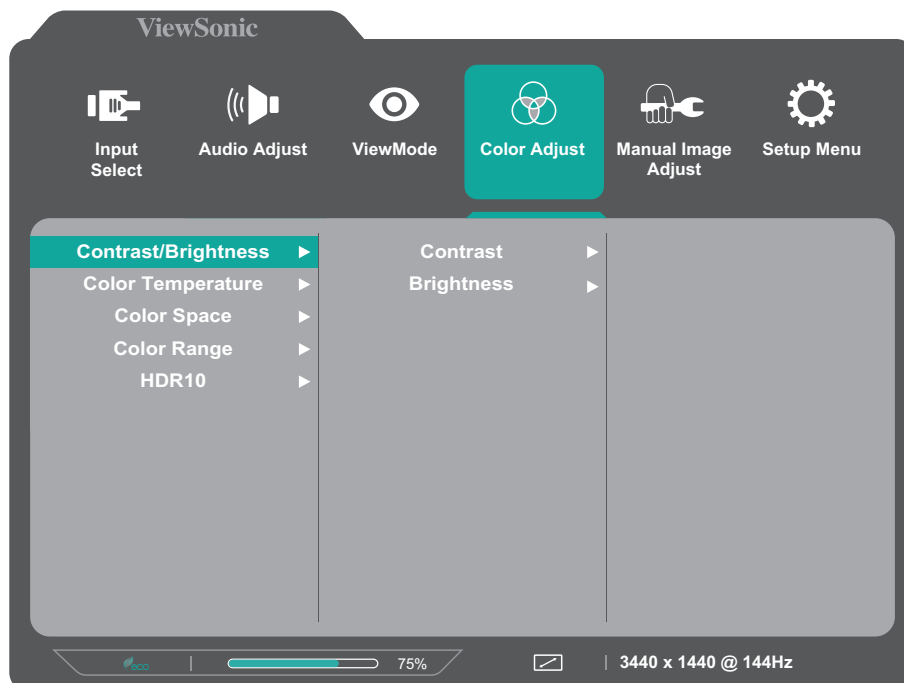 ViewSonic
Input
Select
Audio Adjust
ViewMode
Color Adjust
Manual Image
Adjust
Setup Menu
Contrast/Brightness
Color Temperature
Color Space
Color Range
HDR10
Contrast
Brightness
eco
75%
3440 x 1440 @ 144Hz